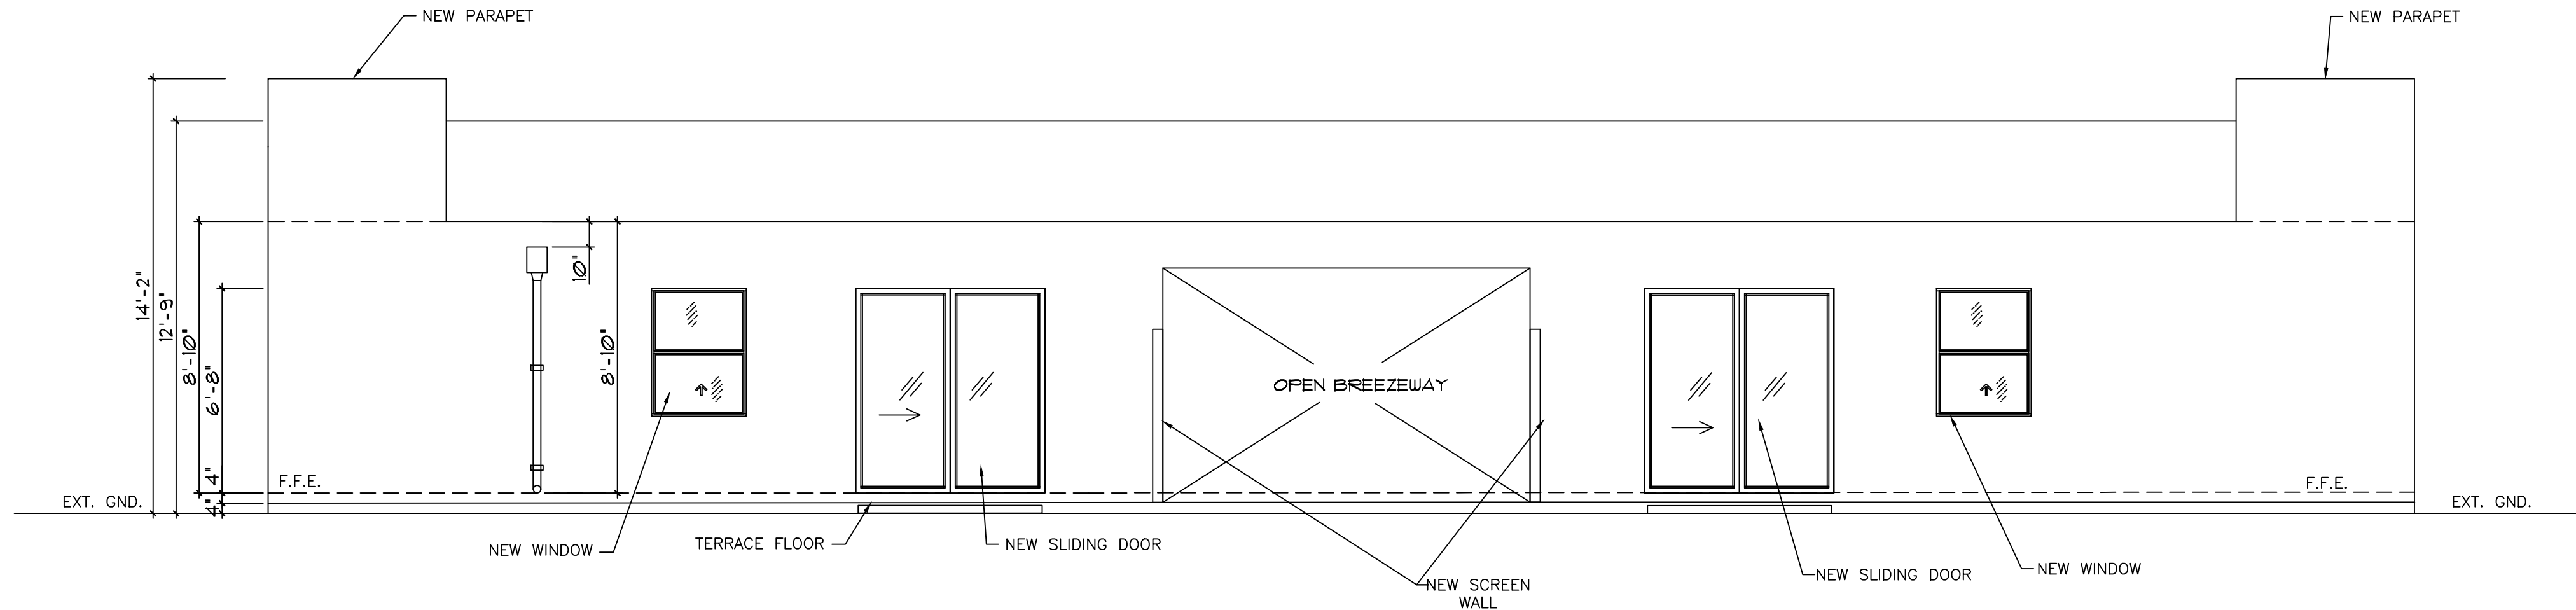 NEW PARAPET
NEW PARAPET
14'-2"
12'-9"
8'-10"
6'-8"
4"
4"
10"
8'-10"
OPEN BREEZEWAY
F.F.E.
F.F.E.
EXT. GND.
EXT. GND.
NEW WINDOW
TERRACE FLOOR
NEW SLIDING DOOR
NEW SCREEN
WALL
NEW SLIDING DOOR
NEW WINDOW